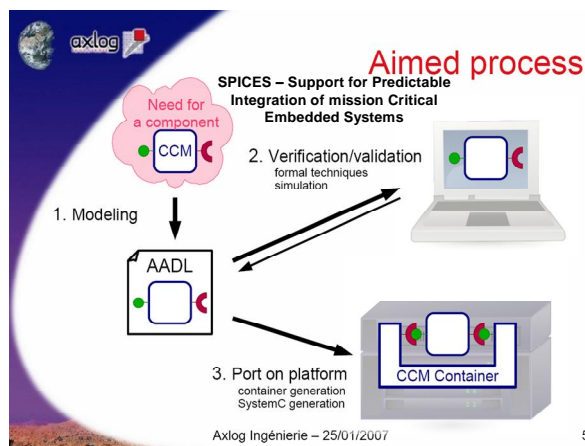 axlog
Aimed process
SPICES – Support for Predictable
Integration of mission Critical
Embedded Systems
Need for
a component
CCM
2. Verification/validation
formal techniques
simulation
1. Modeling
AADL
3. Port on platform
container generation
SystemC generation
CCM Container
Axlog Ingénierie – 25/01/2007
5